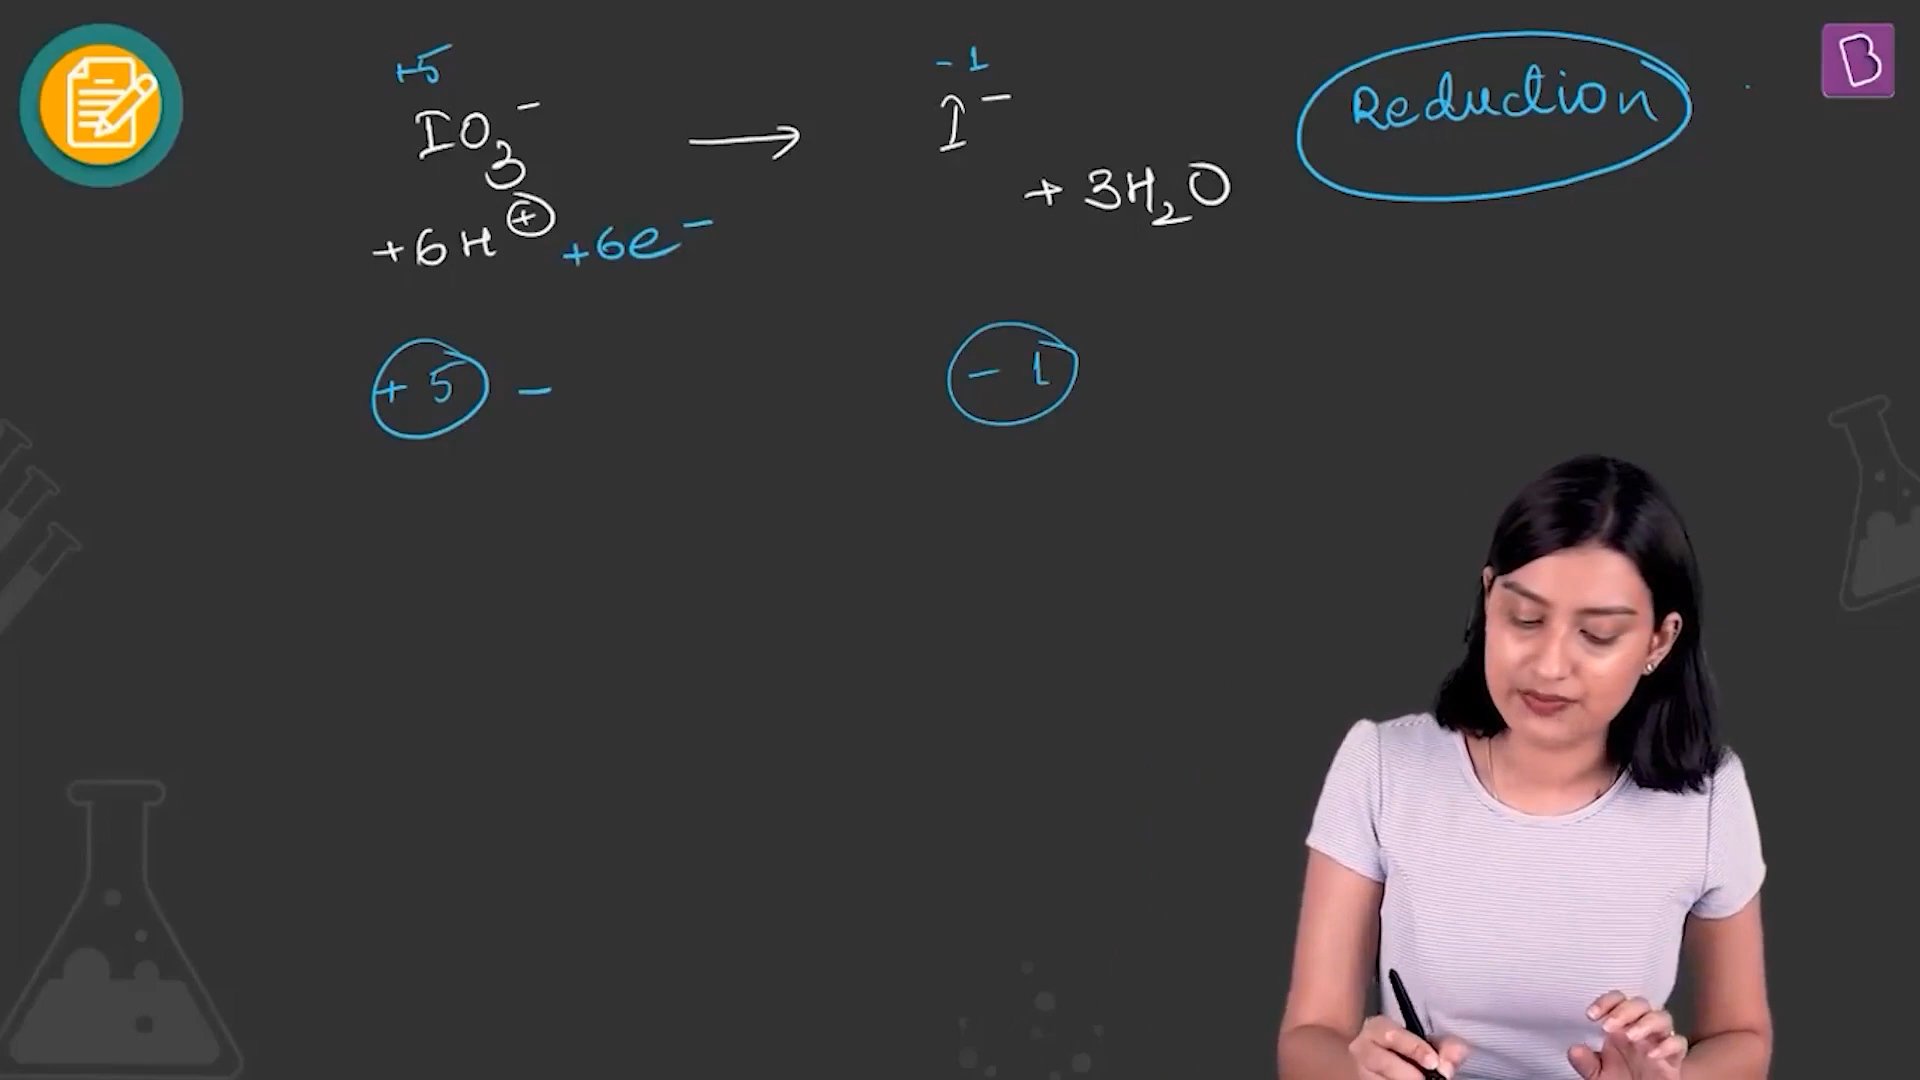 +5 -1
IO₃⁻ ⟶ I⁻ Reduction
+ 3H₂O
+6H⊕ +6e⁻
+5 - -1
B